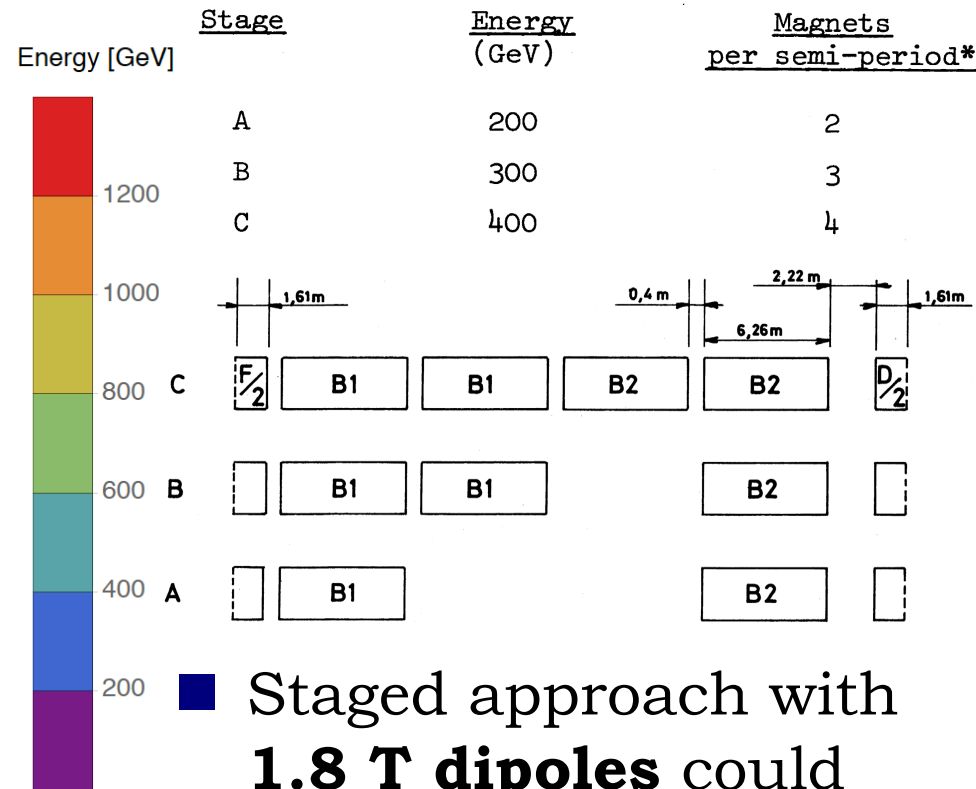 Stage Energy Magnets
(GeV) per semi-period*
Energy [GeV]
A 200 2
B 300 3
C 400 4
1200
1000
800
600
400
200
1,61m 0,4 m 2,22 m 1,61m
6,26m
C F/2 B1 B1 B2 B2 D/2
B B1 B1 B2
A B1 B2
Staged approach with
1.8 T dipoles could